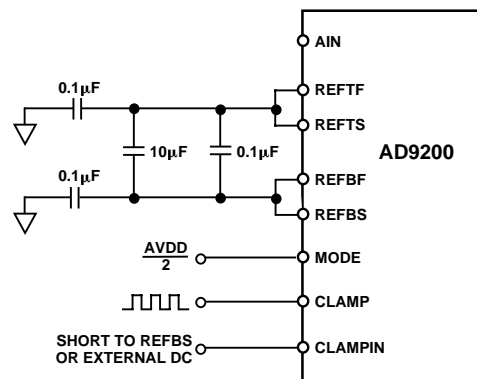 AIN
0.1µF
REFTF
REFTS
10µF
0.1µF
AD9200
0.1µF
REFBF
REFBS
AVDD
2
MODE
CLAMP
SHORT TO REFBS
OR EXTERNAL DC
CLAMPIN